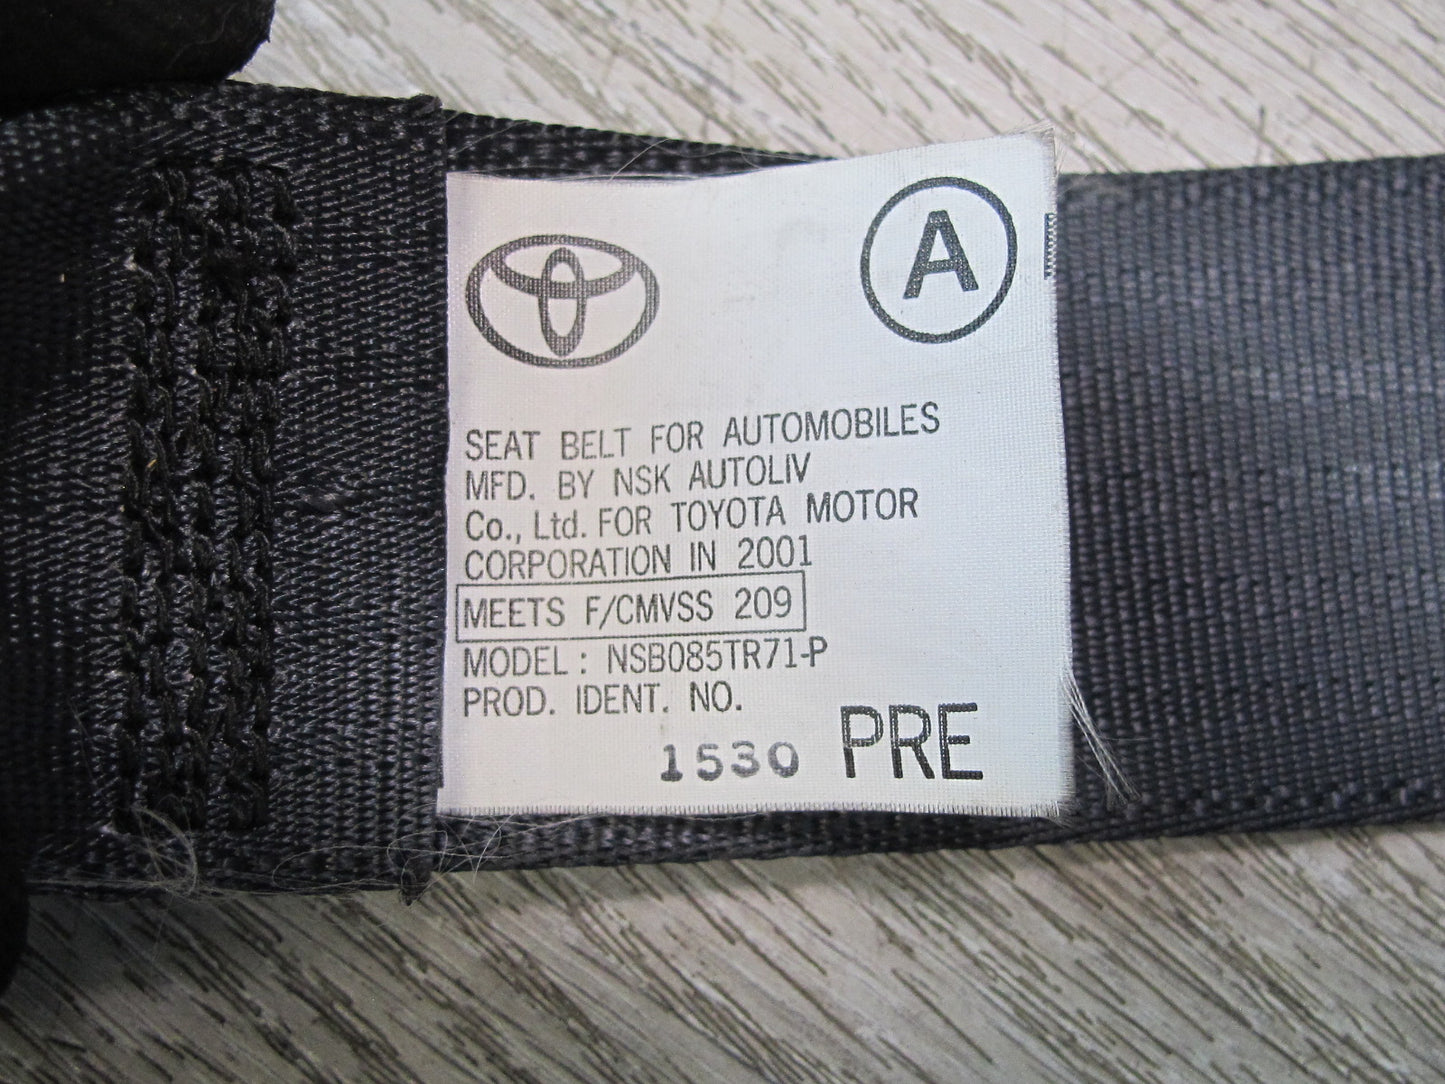 A
SEAT BELT FOR AUTOMOBILES
MFD. BY NSK AUTOLIV
Co., Ltd. FOR TOYOTA MOTOR
CORPORATION IN 2001
MEETS F/CMVSS 209
MODEL : NSB085TR71-P
PROD. IDENT. NO.
1530 PRE